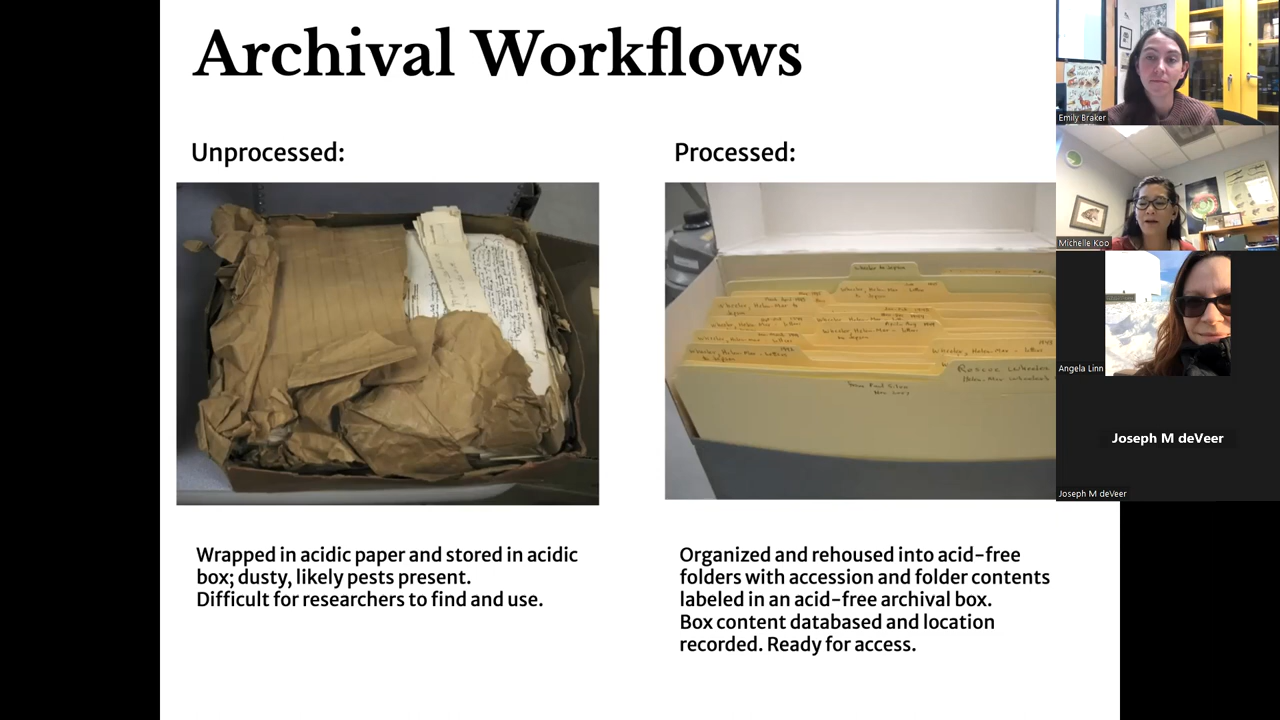 Archival Workflows
Unprocessed:
Processed:
Wrapped in acidic paper and stored in acidic
box; dusty, likely pests present.
Difficult for researchers to find and use.
Organized and rehoused into acid-free
folders with accession and folder contents
labeled in an acid-free archival box.
Box content databased and location
recorded. Ready for access.
Emily Braker
Michelle Koo
Angela Linn
Joseph M deVeer
Joseph M deVeer